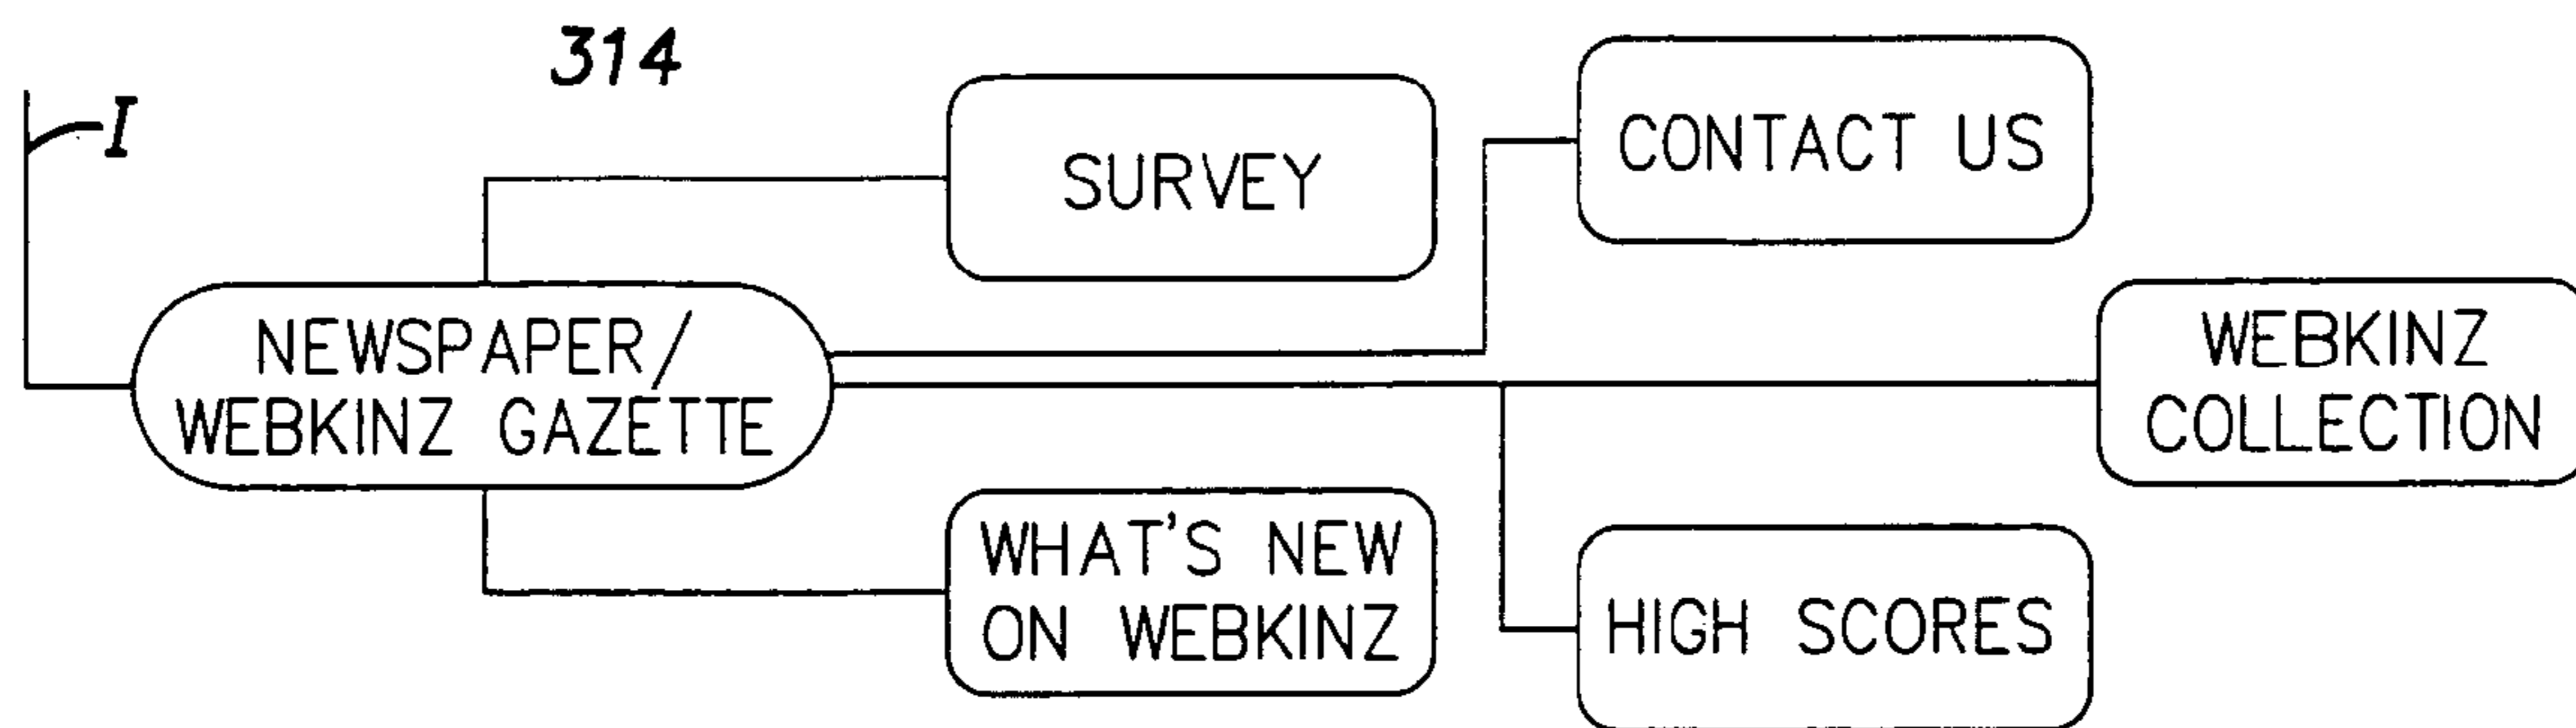 314
I
SURVEY
CONTACT US
NEWSPAPER/
WEBKINZ GAZETTE
WEBKINZ
COLLECTION
WHAT'S NEW
ON WEBKINZ
HIGH SCORES